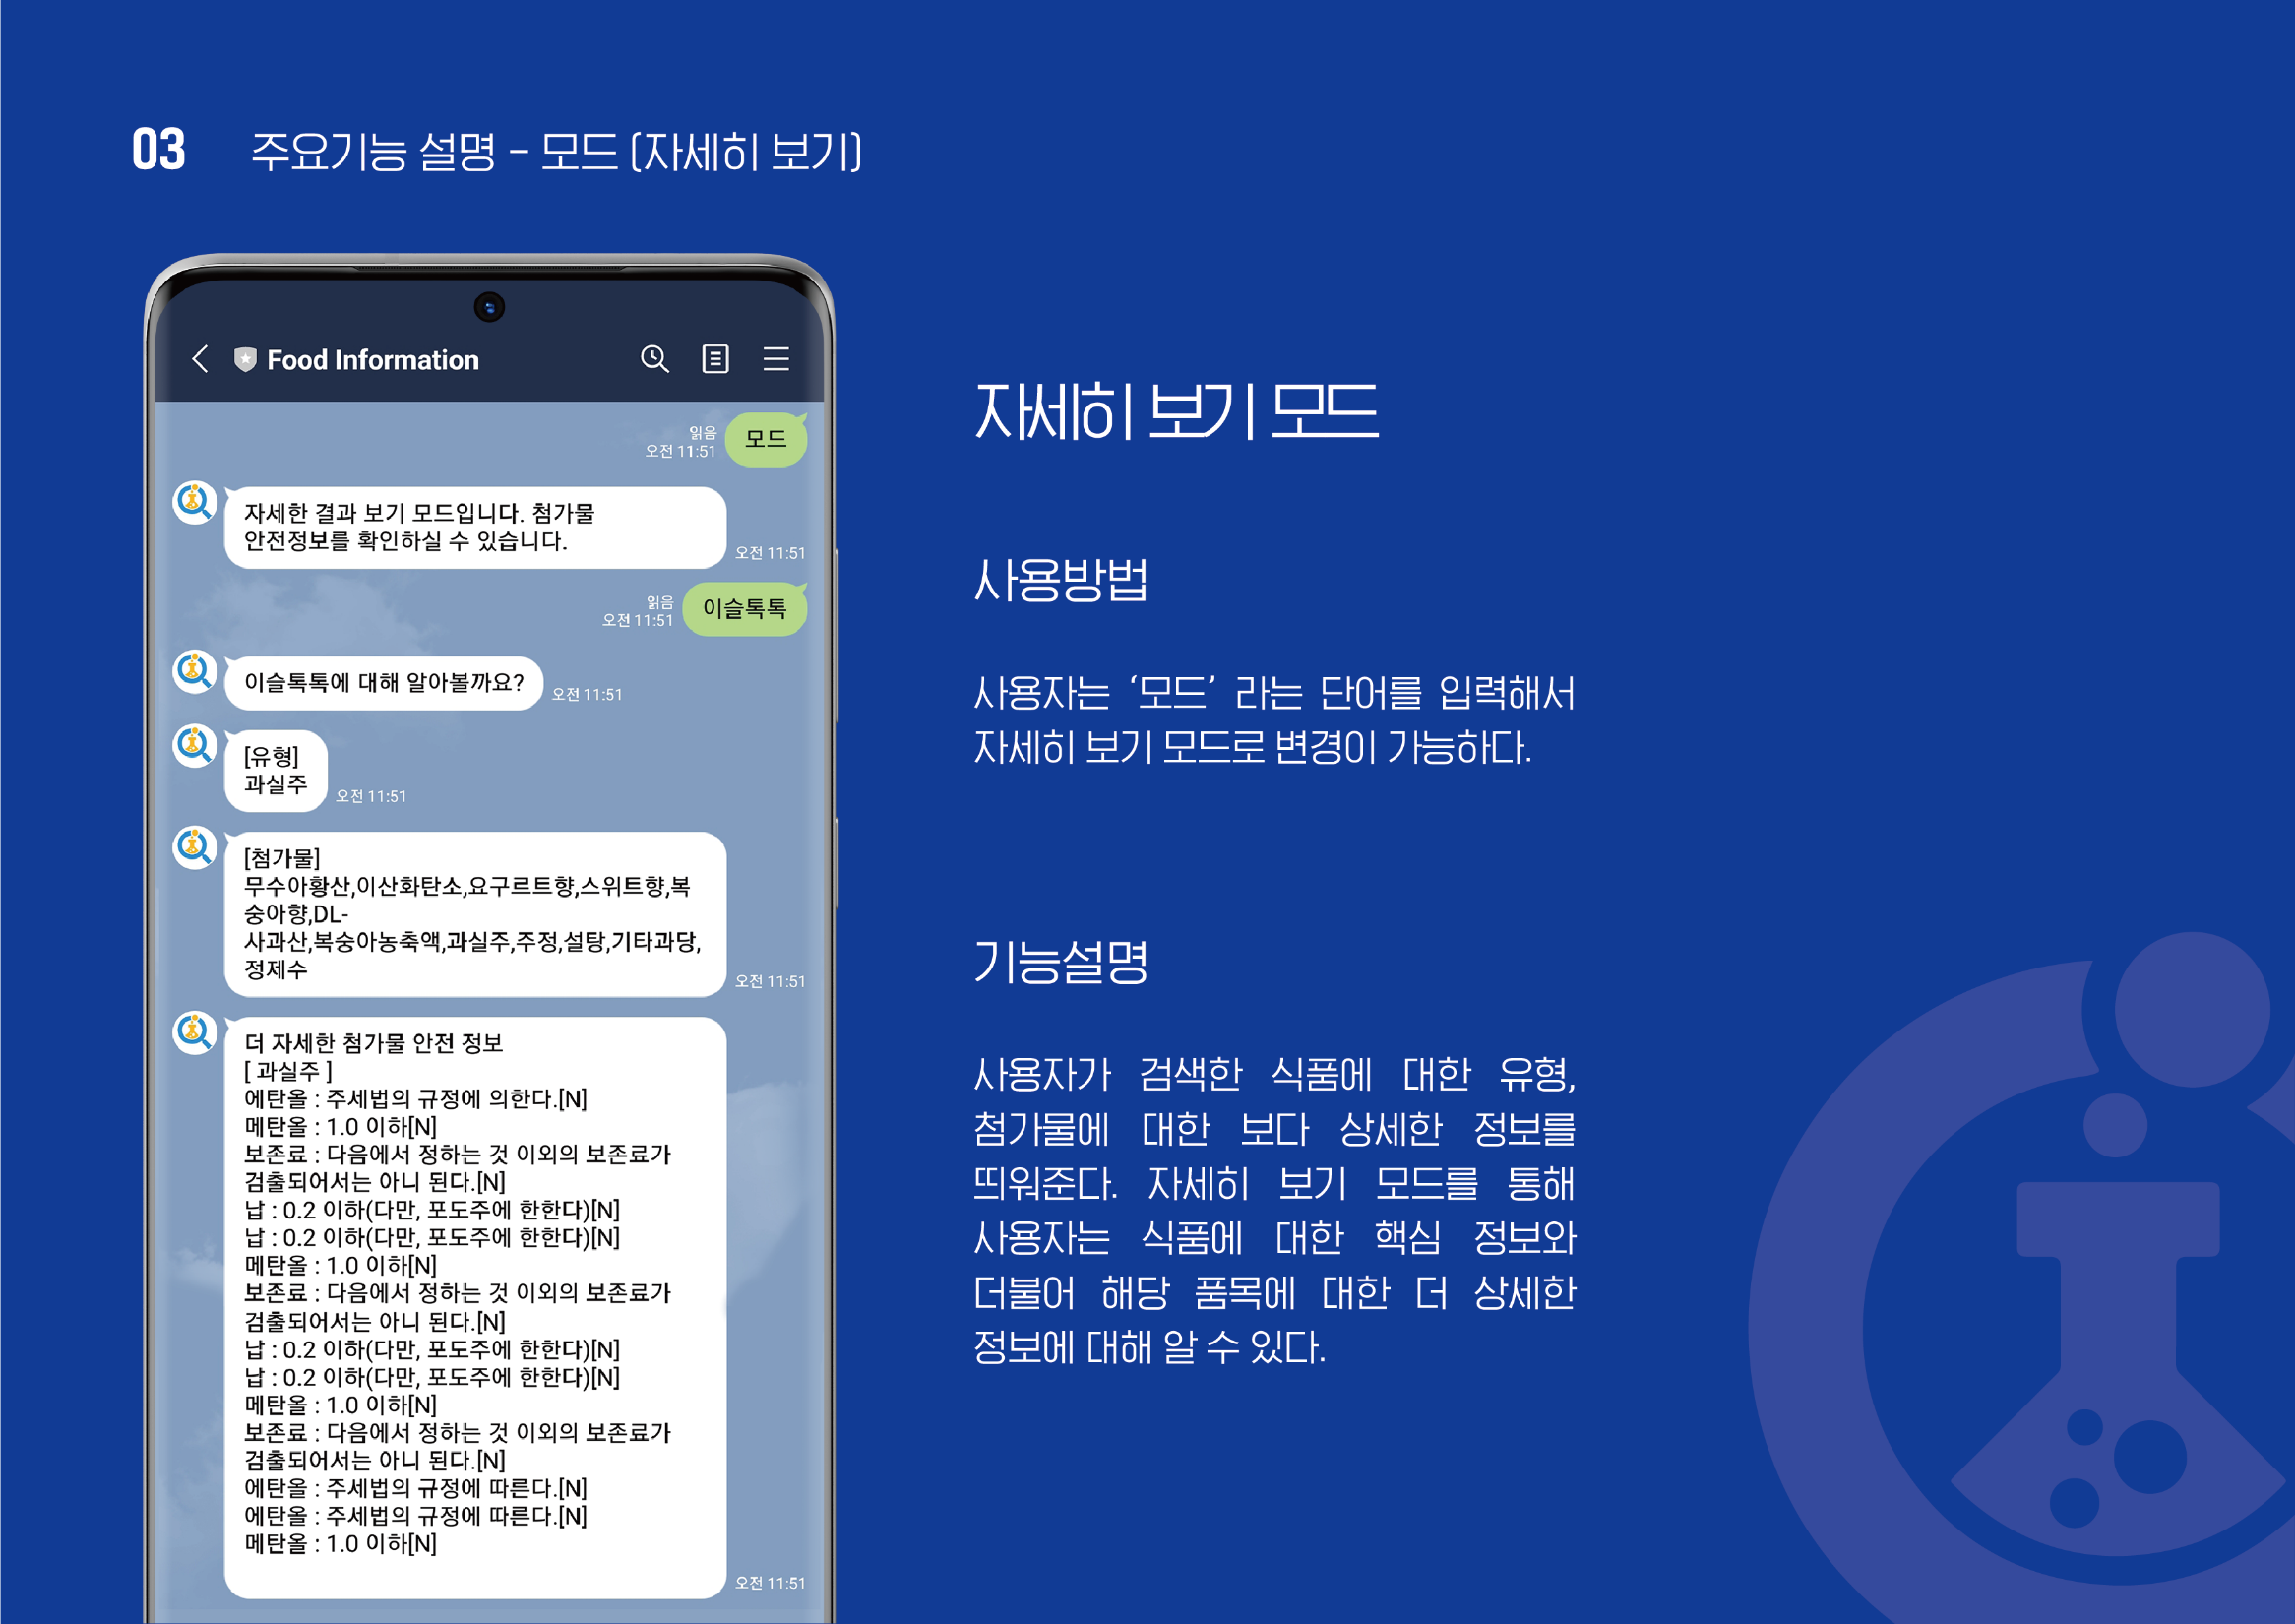 03 주요기능 설명 - 모드 (자세히 보기)
Food Information
읽음
오전 11:51
모드
자세한 결과 보기 모드입니다. 첨가물
안전정보를 확인하실 수 있습니다.
오전 11:51
읽음
오전 11:51
이슬톡톡
이슬톡톡에 대해 알아볼까요?
오전 11:51
[유형]
과실주
오전 11:51
[첨가물]
무수아황산,이산화탄소,요구르트향,스위트향,복
숭아향,DL-
사과산,복숭아농축액,과실주,주정,설탕,기타과당,
정제수
오전 11:51
더 자세한 첨가물 안전 정보
[ 과실주 ]
에탄올 : 주세법의 규정에 의한다.[N]
메탄올 : 1.0 이하[N]
보존료 : 다음에서 정하는 것 이외의 보존료가
검출되어서는 아니 된다.[N]
납 : 0.2 이하(다만, 포도주에 한한다)[N]
납 : 0.2 이하(다만, 포도주에 한한다)[N]
메탄올 : 1.0 이하[N]
보존료 : 다음에서 정하는 것 이외의 보존료가
검출되어서는 아니 된다.[N]
납 : 0.2 이하(다만, 포도주에 한한다)[N]
납 : 0.2 이하(다만, 포도주에 한한다)[N]
메탄올 : 1.0 이하[N]
보존료 : 다음에서 정하는 것 이외의 보존료가
검출되어서는 아니 된다.[N]
에탄올 : 주세법의 규정에 따른다.[N]
에탄올 : 주세법의 규정에 따른다.[N]
메탄올 : 1.0 이하[N]
오전 11:51
자세히 보기 모드
사용방법
사용자는 ‘모드’ 라는 단어를 입력해서
자세히 보기 모드로 변경이 가능하다.
기능설명
사용자가 검색한 식품에 대한 유형,
첨가물에 대한 보다 상세한 정보를
띄워준다. 자세히 보기 모드를 통해
사용자는 식품에 대한 핵심 정보와
더불어 해당 품목에 대한 더 상세한
정보에 대해 알 수 있다.